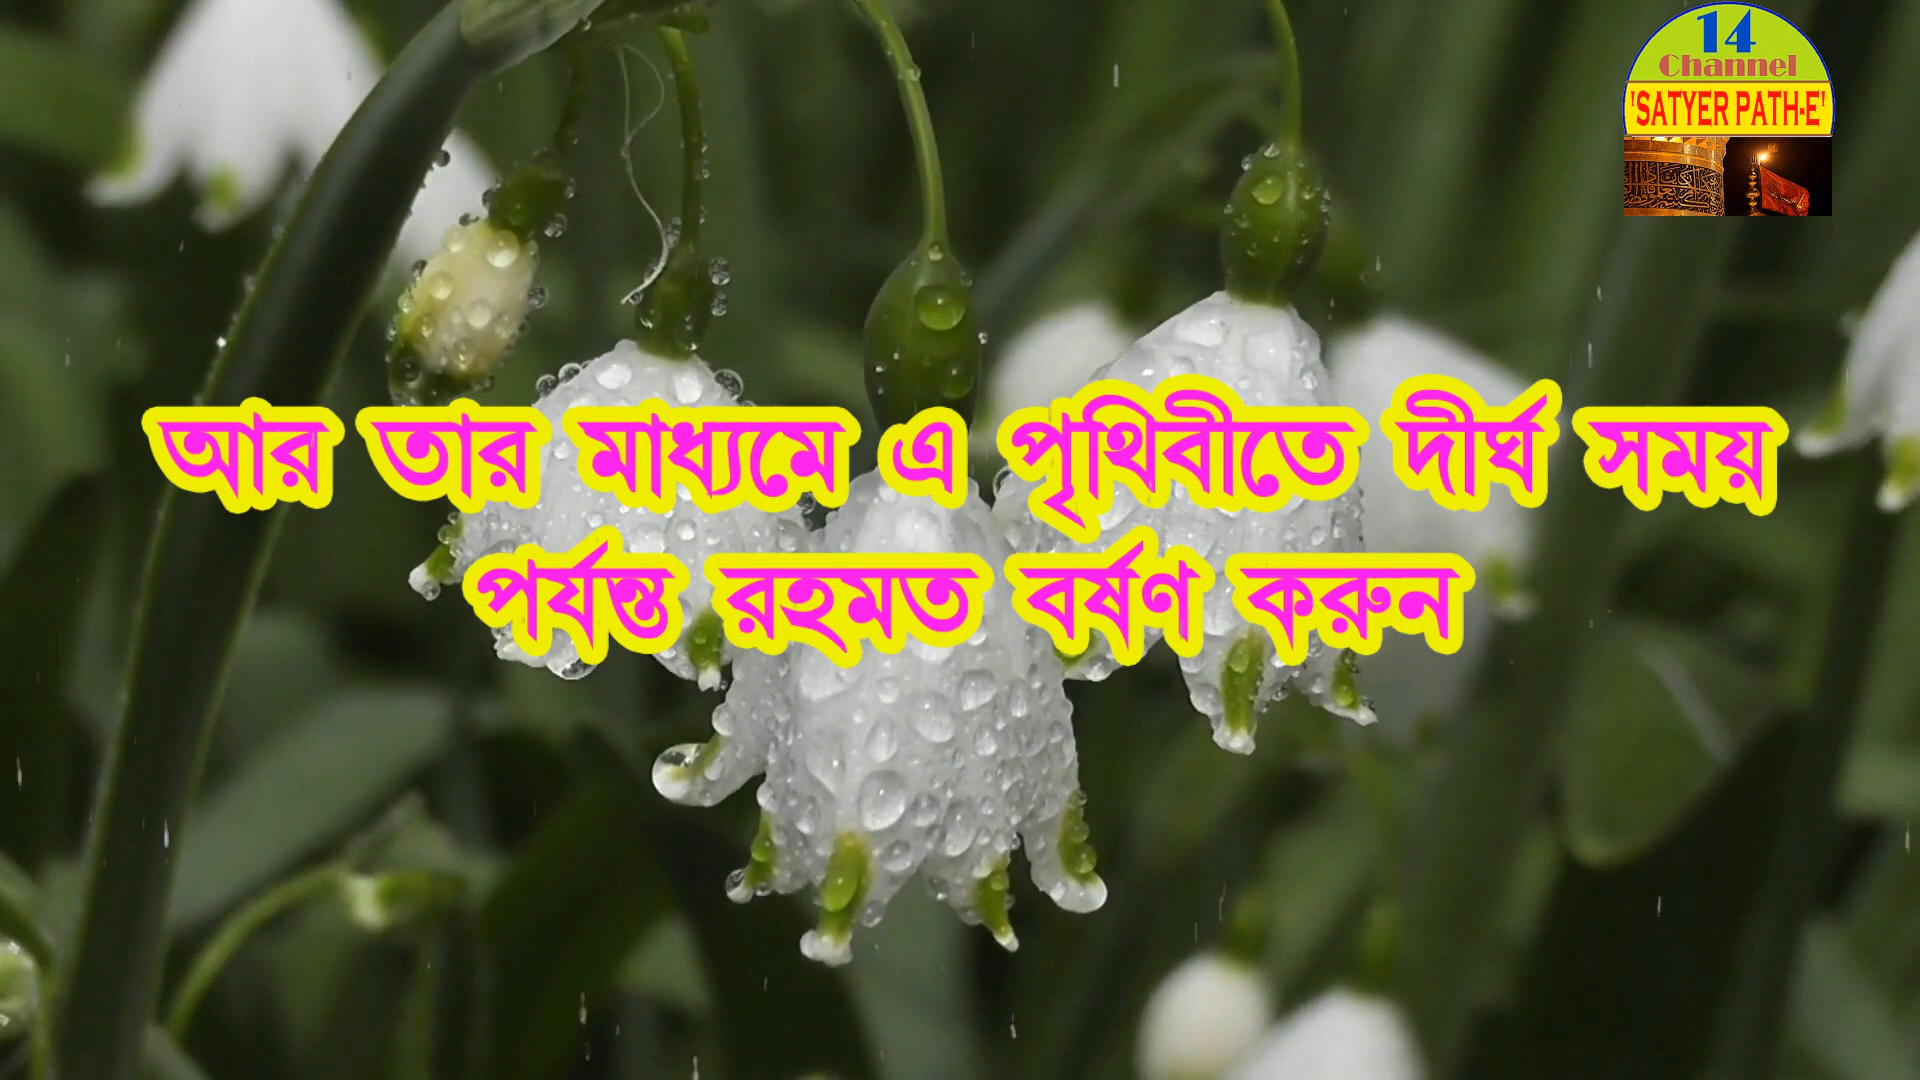 14
Channel
'SATYER PATH-E'
আর তার মাধ্যমে এ পৃথিবীতে দীর্ঘ সময়
পর্যন্ত রহমত বর্ষণ করুন